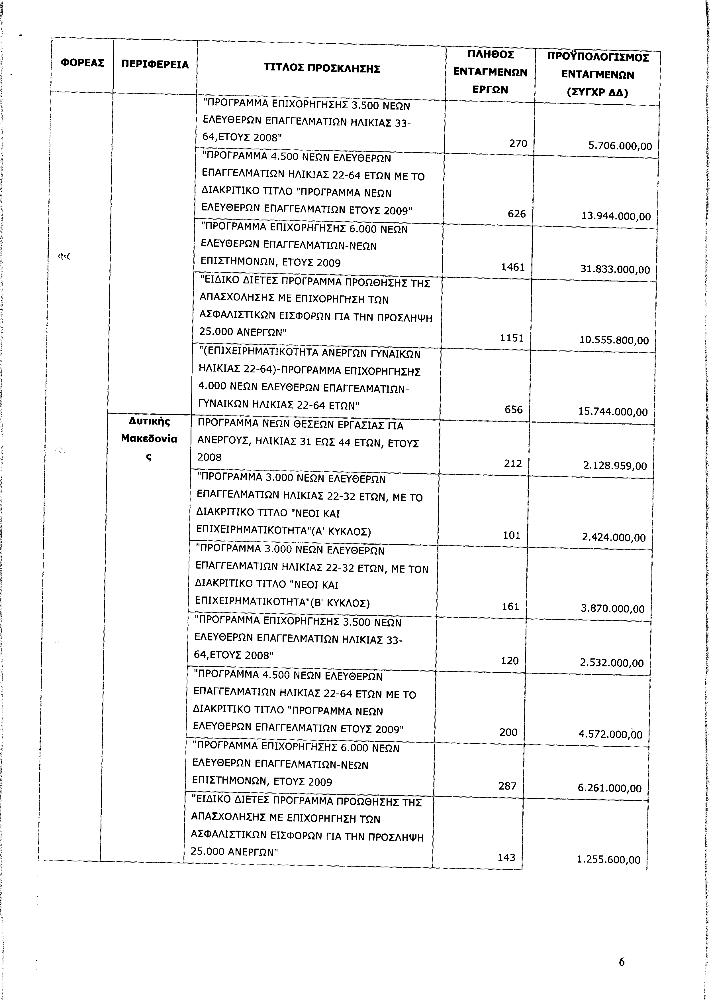 ΦΟΡΕΑΣ
ΠΕΡΙΦΕΡΕΙΑ
ΤΙΤΛΟΣ ΠΡΟΣΚΛΗΣΗΣ
ΠΛΗΘΟΣ
ΕΝΤΑΓΜΕΝΩΝ
ΕΡΓΩΝ
ΠΡΟΫΠΟΛΟΓΙΣΜΟΣ
ΕΝΤΑΓΜΕΝΩΝ
(ΣΥΓΧΡ ΔΔ)
"ΠΡΟΓΡΑΜΜΑ ΕΠΙΧΟΡΗΓΗΣΗΣ 3.500 ΝΕΩΝ
ΕΛΕΥΘΕΡΩΝ ΕΠΑΓΓΕΛΜΑΤΙΩΝ ΗΛΙΚΙΑΣ 33-
64,ΕΤΟΥΣ 2008"
270
5.706.000,00
"ΠΡΟΓΡΑΜΜΑ 4.500 ΝΕΩΝ ΕΛΕΥΘΕΡΩΝ
ΕΠΑΓΓΕΛΜΑΤΙΩΝ ΗΛΙΚΙΑΣ 22-64 ΕΤΩΝ ΜΕ ΤΟ
ΔΙΑΚΡΙΤΙΚΟ ΤΙΤΛΟ "ΠΡΟΓΡΑΜΜΑ ΝΕΩΝ
ΕΛΕΥΘΕΡΩΝ ΕΠΑΓΓΕΛΜΑΤΙΩΝ ΕΤΟΥΣ 2009"
626
13.944.000,00
"ΠΡΟΓΡΑΜΜΑ ΕΠΙΧΟΡΗΓΗΣΗΣ 6.000 ΝΕΩΝ
ΕΛΕΥΘΕΡΩΝ ΕΠΑΓΓΕΛΜΑΤΙΩΝ-ΝΕΩΝ
ΕΠΙΣΤΗΜΟΝΩΝ, ΕΤΟΥΣ 2009
1461
31.833.000,00
"ΕΙΔΙΚΟ ΔΙΕΤΕΣ ΠΡΟΓΡΑΜΜΑ ΠΡΟΩΘΗΣΗΣ ΤΗΣ
ΑΠΑΣΧΟΛΗΣΗΣ ΜΕ ΕΠΙΧΟΡΗΓΗΣΗ ΤΩΝ
ΑΣΦΑΛΙΣΤΙΚΩΝ ΕΙΣΦΟΡΩΝ ΓΙΑ ΤΗΝ ΠΡΟΣΛΗΨΗ
25.000 ΑΝΕΡΓΩΝ"
1151
10.555.800,00
"(ΕΠΙΧΕΙΡΗΜΑΤΙΚΟΤΗΤΑ ΑΝΕΡΓΩΝ ΓΥΝΑΙΚΩΝ
ΗΛΙΚΙΑΣ 22-64)-ΠΡΟΓΡΑΜΜΑ ΕΠΙΧΟΡΗΓΗΣΗΣ
4.000 ΝΕΩΝ ΕΛΕΥΘΕΡΩΝ ΕΠΑΓΓΕΛΜΑΤΙΩΝ-
ΓΥΝΑΙΚΩΝ ΗΛΙΚΙΑΣ 22-64 ΕΤΩΝ"
656
15.744.000,00
Δυτικής
Μακεδονία
ς
ΠΡΟΓΡΑΜΜΑ ΝΕΩΝ ΘΕΣΕΩΝ ΕΡΓΑΣΙΑΣ ΓΙΑ
ΑΝΕΡΓΟΥΣ, ΗΛΙΚΙΑΣ 31 ΕΩΣ 44 ΕΤΩΝ, ΕΤΟΥΣ
2008
212
2.128.959,00
"ΠΡΟΓΡΑΜΜΑ 3.000 ΝΕΩΝ ΕΛΕΥΘΕΡΩΝ
ΕΠΑΓΓΕΛΜΑΤΙΩΝ ΗΛΙΚΙΑΣ 22-32 ΕΤΩΝ, ΜΕ ΤΟ
ΔΙΑΚΡΙΤΙΚΟ ΤΙΤΛΟ "ΝΕΟΙ ΚΑΙ
ΕΠΙΧΕΙΡΗΜΑΤΙΚΟΤΗΤΑ"(Α' ΚΥΚΛΟΣ)
101
2.424.000,00
"ΠΡΟΓΡΑΜΜΑ 3.000 ΝΕΩΝ ΕΛΕΥΘΕΡΩΝ
ΕΠΑΓΓΕΛΜΑΤΙΩΝ ΗΛΙΚΙΑΣ 22-32 ΕΤΩΝ, ΜΕ ΤΟΝ
ΔΙΑΚΡΙΤΙΚΟ ΤΙΤΛΟ "ΝΕΟΙ ΚΑΙ
ΕΠΙΧΕΙΡΗΜΑΤΙΚΟΤΗΤΑ"(Β' ΚΥΚΛΟΣ)
161
3.870.000,00
"ΠΡΟΓΡΑΜΜΑ ΕΠΙΧΟΡΗΓΗΣΗΣ 3.500 ΝΕΩΝ
ΕΛΕΥΘΕΡΩΝ ΕΠΑΓΓΕΛΜΑΤΙΩΝ ΗΛΙΚΙΑΣ 33-
64,ΕΤΟΥΣ 2008"
120
2.532.000,00
"ΠΡΟΓΡΑΜΜΑ 4.500 ΝΕΩΝ ΕΛΕΥΘΕΡΩΝ
ΕΠΑΓΓΕΛΜΑΤΙΩΝ ΗΛΙΚΙΑΣ 22-64 ΕΤΩΝ ΜΕ ΤΟ
ΔΙΑΚΡΙΤΙΚΟ ΤΙΤΛΟ "ΠΡΟΓΡΑΜΜΑ ΝΕΩΝ
ΕΛΕΥΘΕΡΩΝ ΕΠΑΓΓΕΛΜΑΤΙΩΝ ΕΤΟΥΣ 2009"
200
4.572.000,00
"ΠΡΟΓΡΑΜΜΑ ΕΠΙΧΟΡΗΓΗΣΗΣ 6.000 ΝΕΩΝ
ΕΛΕΥΘΕΡΩΝ ΕΠΑΓΓΕΛΜΑΤΙΩΝ-ΝΕΩΝ
ΕΠΙΣΤΗΜΟΝΩΝ, ΕΤΟΥΣ 2009
287
6.261.000,00
"ΕΙΔΙΚΟ ΔΙΕΤΕΣ ΠΡΟΓΡΑΜΜΑ ΠΡΟΩΘΗΣΗΣ ΤΗΣ
ΑΠΑΣΧΟΛΗΣΗΣ ΜΕ ΕΠΙΧΟΡΗΓΗΣΗ ΤΩΝ
ΑΣΦΑΛΙΣΤΙΚΩΝ ΕΙΣΦΟΡΩΝ ΓΙΑ ΤΗΝ ΠΡΟΣΛΗΨΗ
25.000 ΑΝΕΡΓΩΝ"
143
1.255.600,00
6